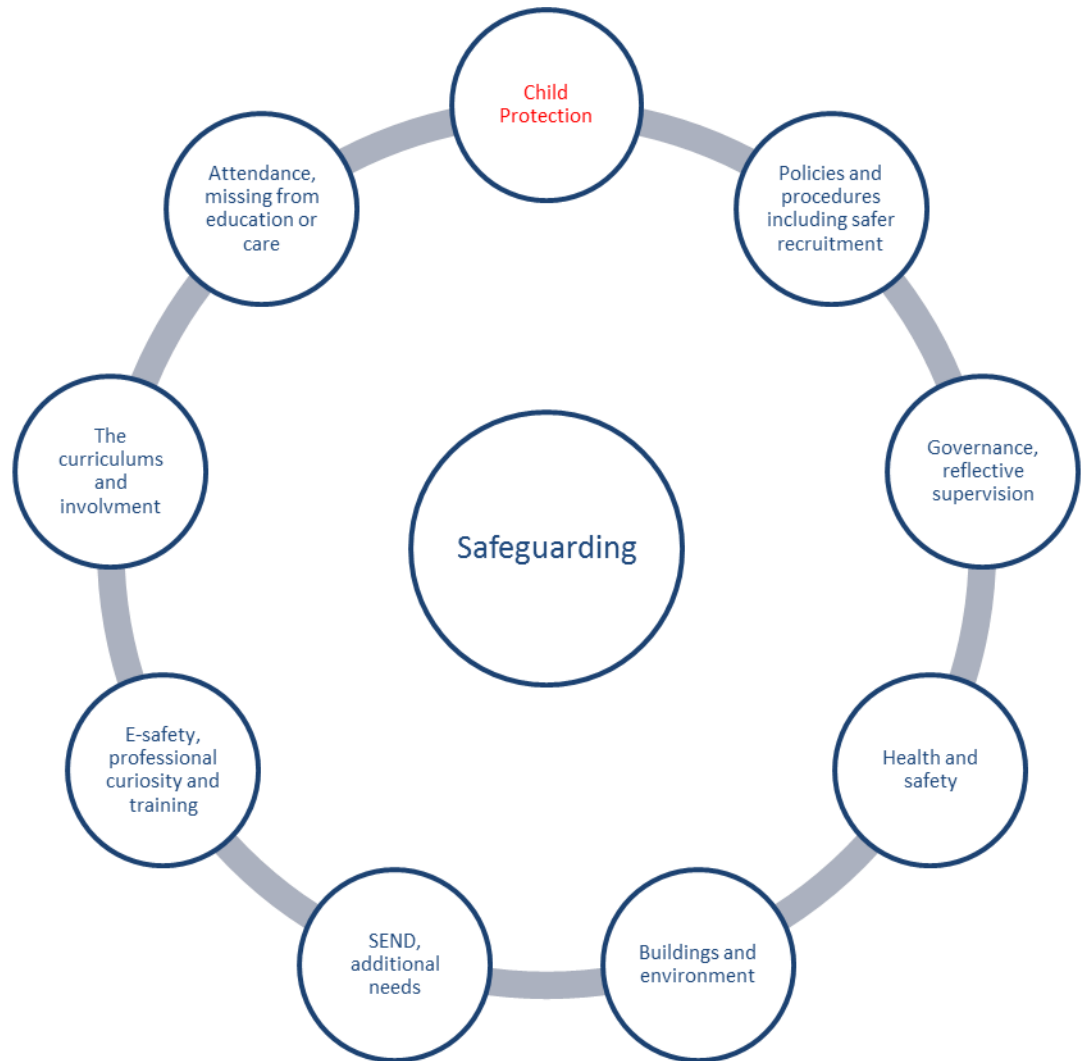 Child
Protection
Policies and
procedures
including safer
recruitment
Governance,
reflective
supervision
Health and
safety
Buildings and
environment
SEND,
additional
needs
E-safety,
professional
curiosity and
training
The
curriculums
and
involvment
Attendance,
missing from
education or
care
Safeguarding